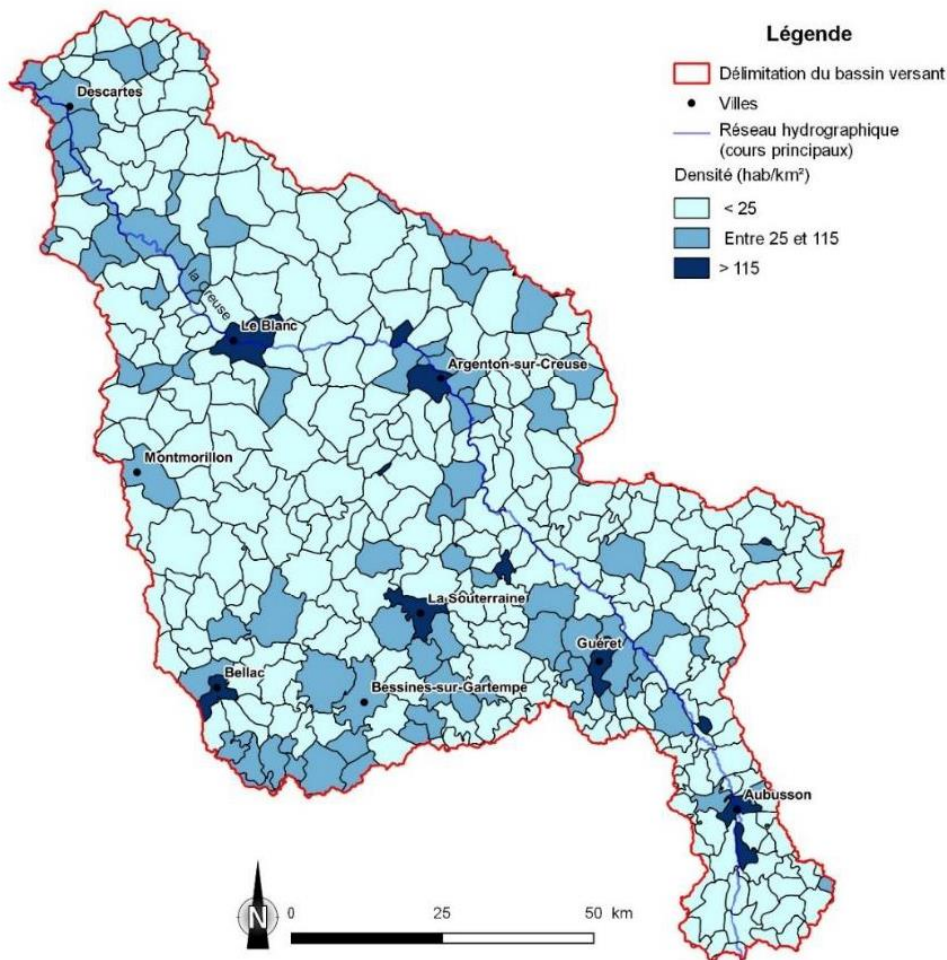 Légende
Délimitation du bassin versant
Villes
Réseau hydrographique
(cours principaux)
Densité (hab/km²)
< 25
Entre 25 et 115
> 115
Descartes
la Creuse
Le Blanc
Argenton-sur-Creuse
Montmorillon
La Souterraine
Guéret
Bellac
Bessines-sur-Gartempe
Aubusson
N
0 25 50 km